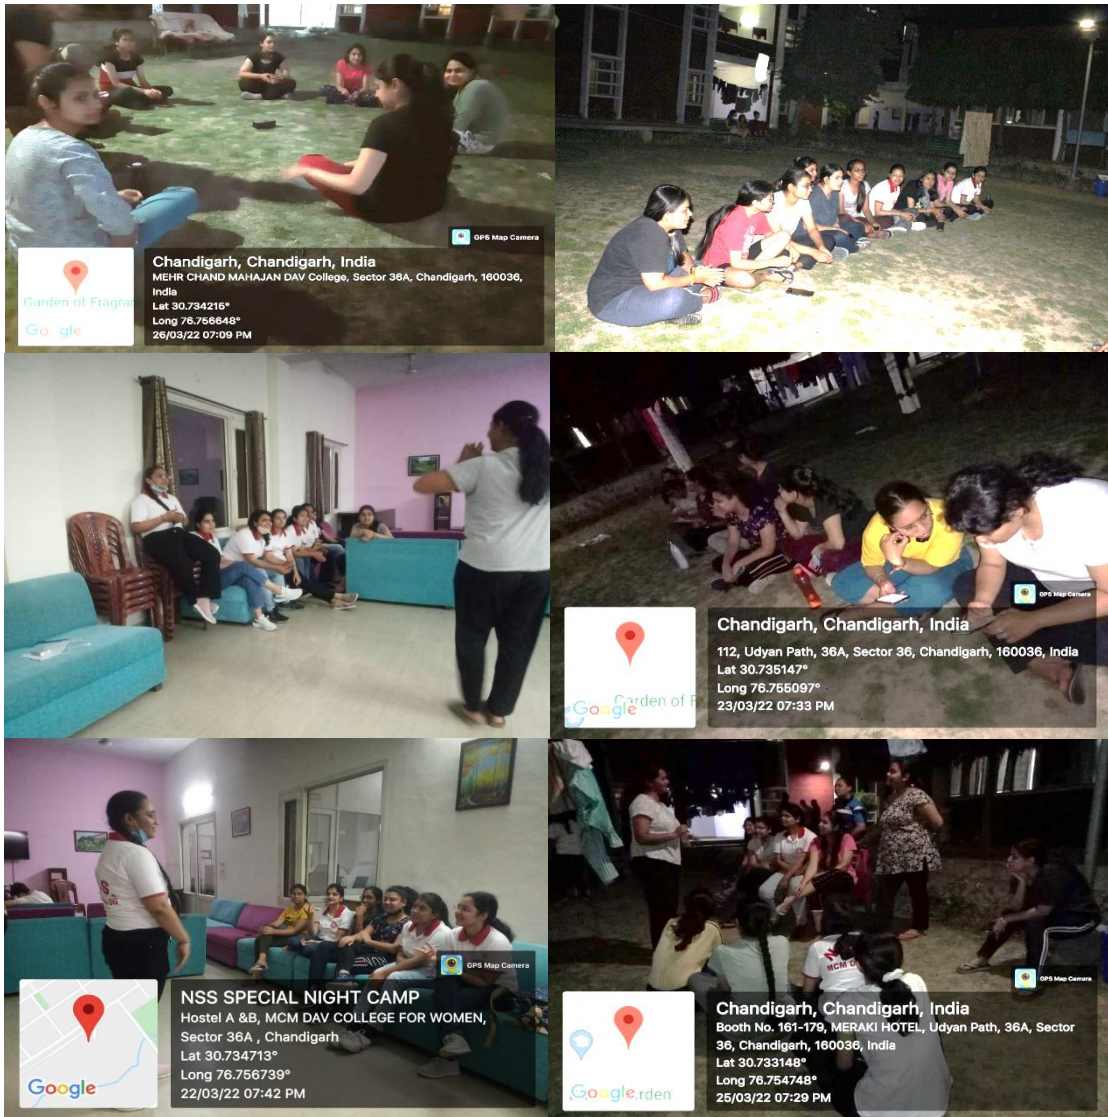 GPS Map Camera
Chandigarh, Chandigarh, India
MEHR CHAND MAHAJAN DAV College, Sector 36A, Chandigarh, 160036,
India
Lat 30.734215°
Long 76.756648°
26/03/22 07:09 PM
Garden of Fragran
Google
GPS Map Camera
Chandigarh, Chandigarh, India
112, Udyan Path, 36A, Sector 36, Chandigarh, 160036, India
Lat 30.735147°
Long 76.755097°
23/03/22 07:33 PM
Garden of F
Google
GPS Map Camera
NSS SPECIAL NIGHT CAMP
Hostel A &B, MCM DAV COLLEGE FOR WOMEN,
Sector 36A , Chandigarh
Lat 30.734713°
Long 76.756739°
22/03/22 07:42 PM
Google
MCM D
GPS Map Camera
Chandigarh, Chandigarh, India
Booth No. 161-179, MERAKI HOTEL, Udyan Path, 36A, Sector
36, Chandigarh, 160036, India
Lat 30.733148°
Long 76.754748°
25/03/22 07:29 PM
Google
rden